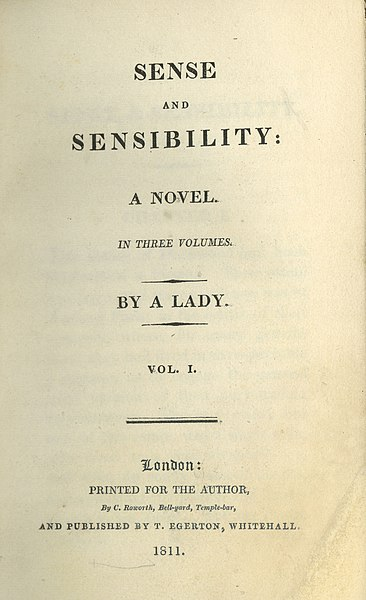 SENSE
AND
SENSIBILITY:
A NOVEL.
IN THREE VOLUMES.
BY A LADY.
VOL. I.
London:
PRINTED FOR THE AUTHOR,
By C. Roworth, Bell-yard, Temple-bar,
AND PUBLISHED BY T. EGERTON, WHITEHALL.
1811.